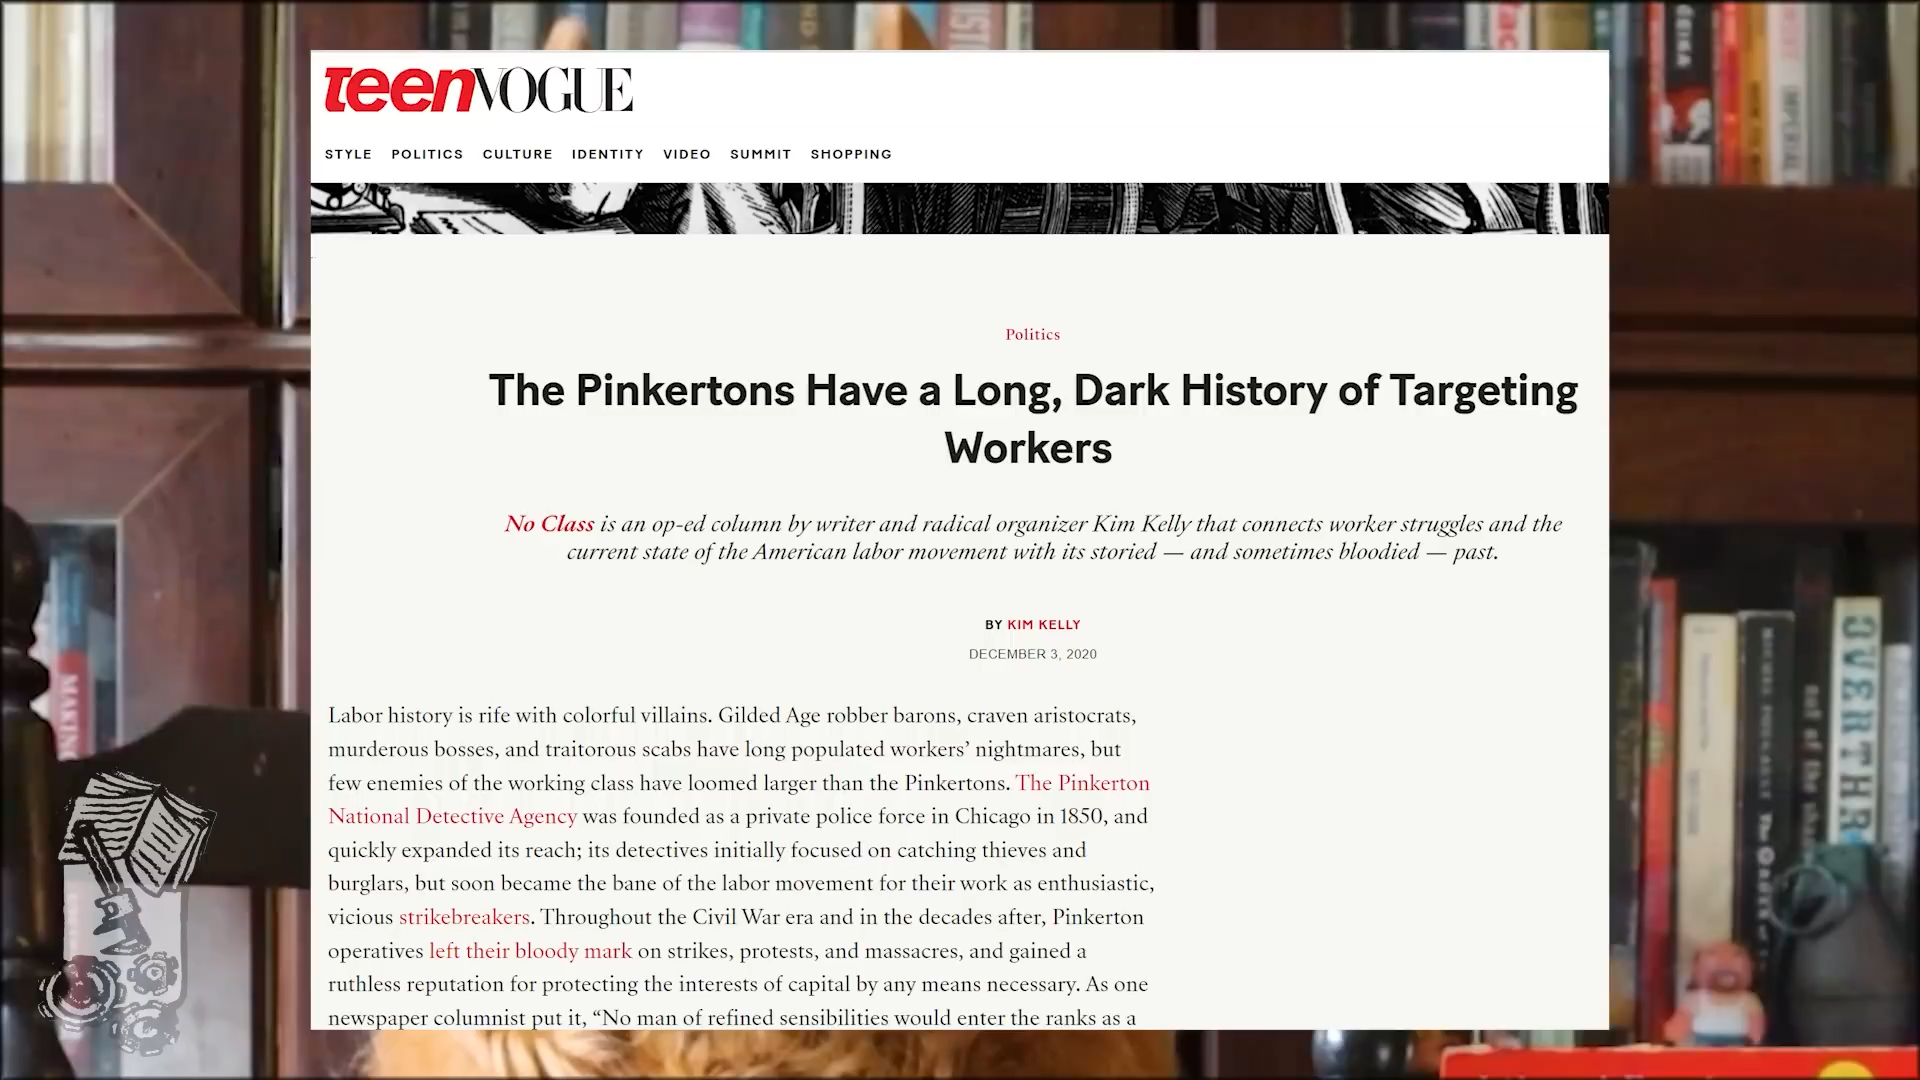 teenVOGUE
STYLE POLITICS CULTURE IDENTITY VIDEO SUMMIT SHOPPING
Politics
The Pinkertons Have a Long, Dark History of Targeting
Workers
No Class is an op-ed column by writer and radical organizer Kim Kelly that connects worker struggles and the
current state of the American labor movement with its storied — and sometimes bloodied — past.
BY KIM KELLY
DECEMBER 3, 2020
Labor history is rife with colorful villains. Gilded Age robber barons, craven aristocrats,
murderous bosses, and traitorous scabs have long populated workers’ nightmares, but
few enemies of the working class have loomed larger than the Pinkertons. The Pinkerton
National Detective Agency was founded as a private police force in Chicago in 1850, and
quickly expanded its reach; its detectives initially focused on catching thieves and
burglars, but soon became the bane of the labor movement for their work as enthusiastic,
vicious strikebreakers. Throughout the Civil War era and in the decades after, Pinkerton
operatives left their bloody mark on strikes, protests, and massacres, and gained a
ruthless reputation for protecting the interests of capital by any means necessary. As one
newspaper columnist put it, “No man of refined sensibilities would enter the ranks as a
MAKING
OVERTHR